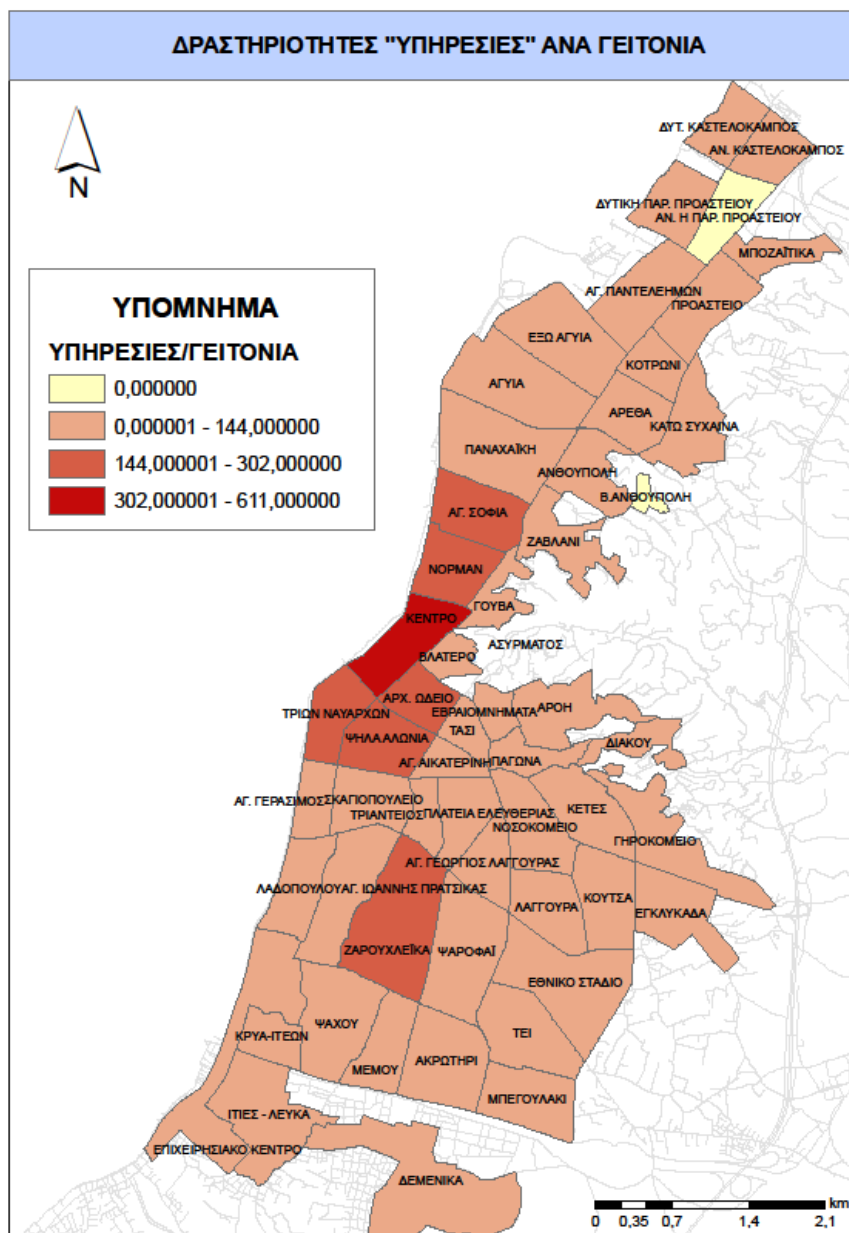 ΔΡΑΣΤΗΡΙΟΤΗΤΕΣ "ΥΠΗΡΕΣΙΕΣ" ΑΝΑ ΓΕΙΤΟΝΙΑ
N
ΥΠΟΜΝΗΜΑ
ΥΠΗΡΕΣΙΕΣ/ΓΕΙΤΟΝΙΑ
0,000000
0,000001 - 144,000000
144,000001 - 302,000000
302,000001 - 611,000000
ΔΥΤ. ΚΑΣΤΕΛΟΚΑΜΠΟΣ
ΑΝ. ΚΑΣΤΕΛΟΚΑΜΠΟΣ
ΔΥΤΙΚΗ ΠΑΡ. ΠΡΟΑΣΤΕΙΟΥ
ΑΝ. Η ΠΑΡ. ΠΡΟΑΣΤΕΙΟΥ
ΜΠΟΖΑΪΤΙΚΑ
ΑΓ. ΠΑΝΤΕΛΕΗΜΩΝ
ΠΡΟΑΣΤΕΙΟ
ΕΞΩ ΑΓΥΙΑ
ΚΟΤΡΩΝΙ
ΑΓΥΙΑ
ΑΡΕΘΑ
ΚΑΤΩ ΣΥΧΑΙΝΑ
ΠΑΝΑΧΑΪΚΗ
ΑΝΘΟΥΠΟΛΗ
Β.ΑΝΘΟΥΠΟΛΗ
ΑΓ. ΣΟΦΙΑ
ΖΑΒΛΑΝΙ
ΝΟΡΜΑΝ
ΓΟΥΒΑ
ΚΕΝΤΡΟ
ΑΣΥΡΜΑΤΟΣ
ΒΛΑΤΕΡΟ
ΑΡΧ. ΩΔΕΙΟ
ΑΡΟΗ
ΤΡΙΩΝ ΝΑΥΑΡΧΩΝ
ΕΒΡΑΙΟΜΝΗΜΑΤΑ
ΤΑΣΙ
ΨΗΛΑ ΑΛΩΝΙΑ
ΔΙΑΚΟΥ
ΑΓ. ΑΙΚΑΤΕΡΙΝΗ
ΠΑΓΩΝΑ
ΑΓ. ΓΕΡΑΣΙΜΟΣ
ΣΚΑΓΙΟΠΟΥΛΕΙΟ
ΤΡΙΑΝΤΕΙΟΣ
ΠΛΑΤΕΙΑ ΕΛΕΥΘΕΡΙΑΣ
ΚΕΤΕΣ
ΝΟΣΟΚΟΜΕΙΟ
ΓΗΡΟΚΟΜΕΙΟ
ΑΓ. ΓΕΩΡΓΙΟΣ ΛΑΓΓΟΥΡΑΣ
ΛΑΔΟΠΟΥΛΟΥ
ΑΓ. ΙΩΑΝΝΗΣ ΠΡΑΤΣΙΚΑΣ
ΛΑΓΓΟΥΡΑ
ΚΟΥΤΣΑ
ΕΓΛΥΚΑΔΑ
ΖΑΡΟΥΧΛΕΪΚΑ
ΨΑΡΟΦΑΪ
ΕΘΝΙΚΟ ΣΤΑΔΙΟ
ΨΑΧΟΥ
ΚΡΥΑ-ΙΤΕΩΝ
ΤΕΙ
ΑΚΡΩΤΗΡΙ
ΜΕΜΟΥ
ΜΠΕΓΟΥΛΑΚΙ
ΙΤΙΕΣ - ΛΕΥΚΑ
ΕΠΙΧΕΙΡΗΣΙΑΚΟ ΚΕΝΤΡΟ
ΔΕΜΕΝΙΚΑ
km
0 0,35 0,7 1,4 2,1